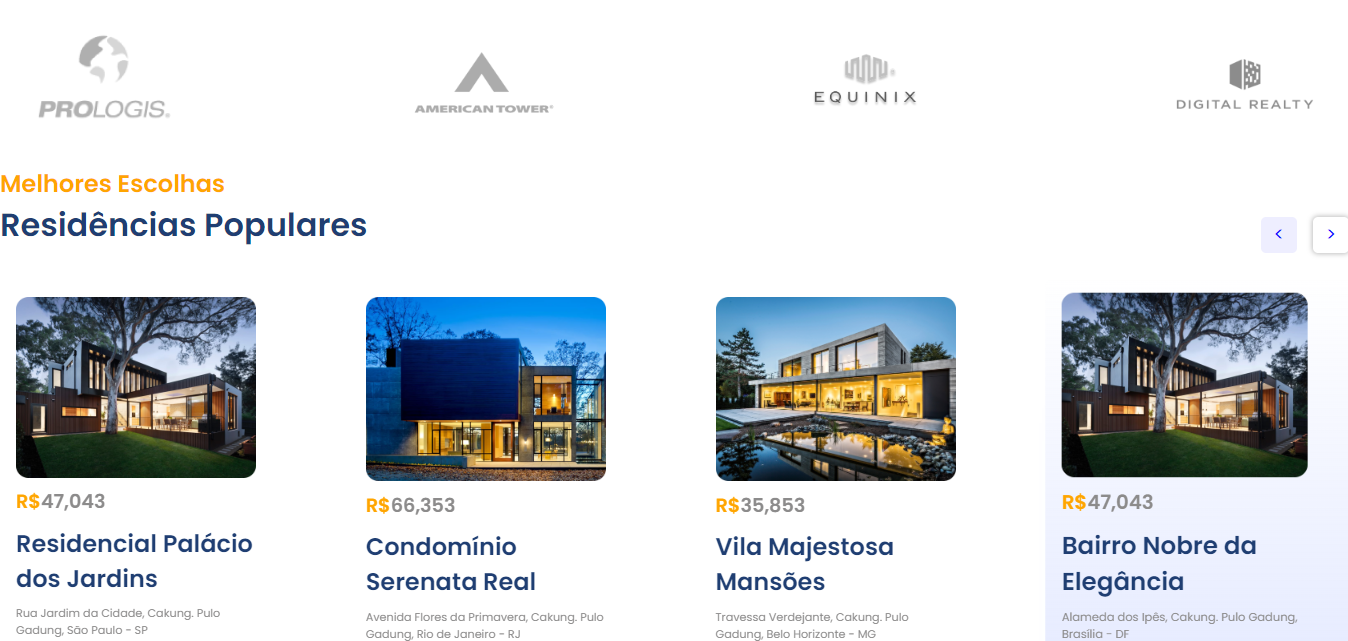 PROLOGIS.
AMERICAN TOWER®
EQUINIX
DIGITAL REALTY
Melhores Escolhas
Residências Populares
R$47,043
Residencial Palácio
dos Jardins
Rua Jardim da Cidade, Cakung. Pulo
Gadung, São Paulo - SP
R$66,353
Condomínio
Serenata Real
Avenida Flores da Primavera, Cakung. Pulo
Gadung, Rio de Janeiro - RJ
R$35,853
Vila Majestosa
Mansões
Travessa Verdejante, Cakung. Pulo
Gadung, Belo Horizonte - MG
R$47,043
Bairro Nobre da
Elegância
Alameda dos Ipês, Cakung. Pulo Gadung,
Brasília - DF